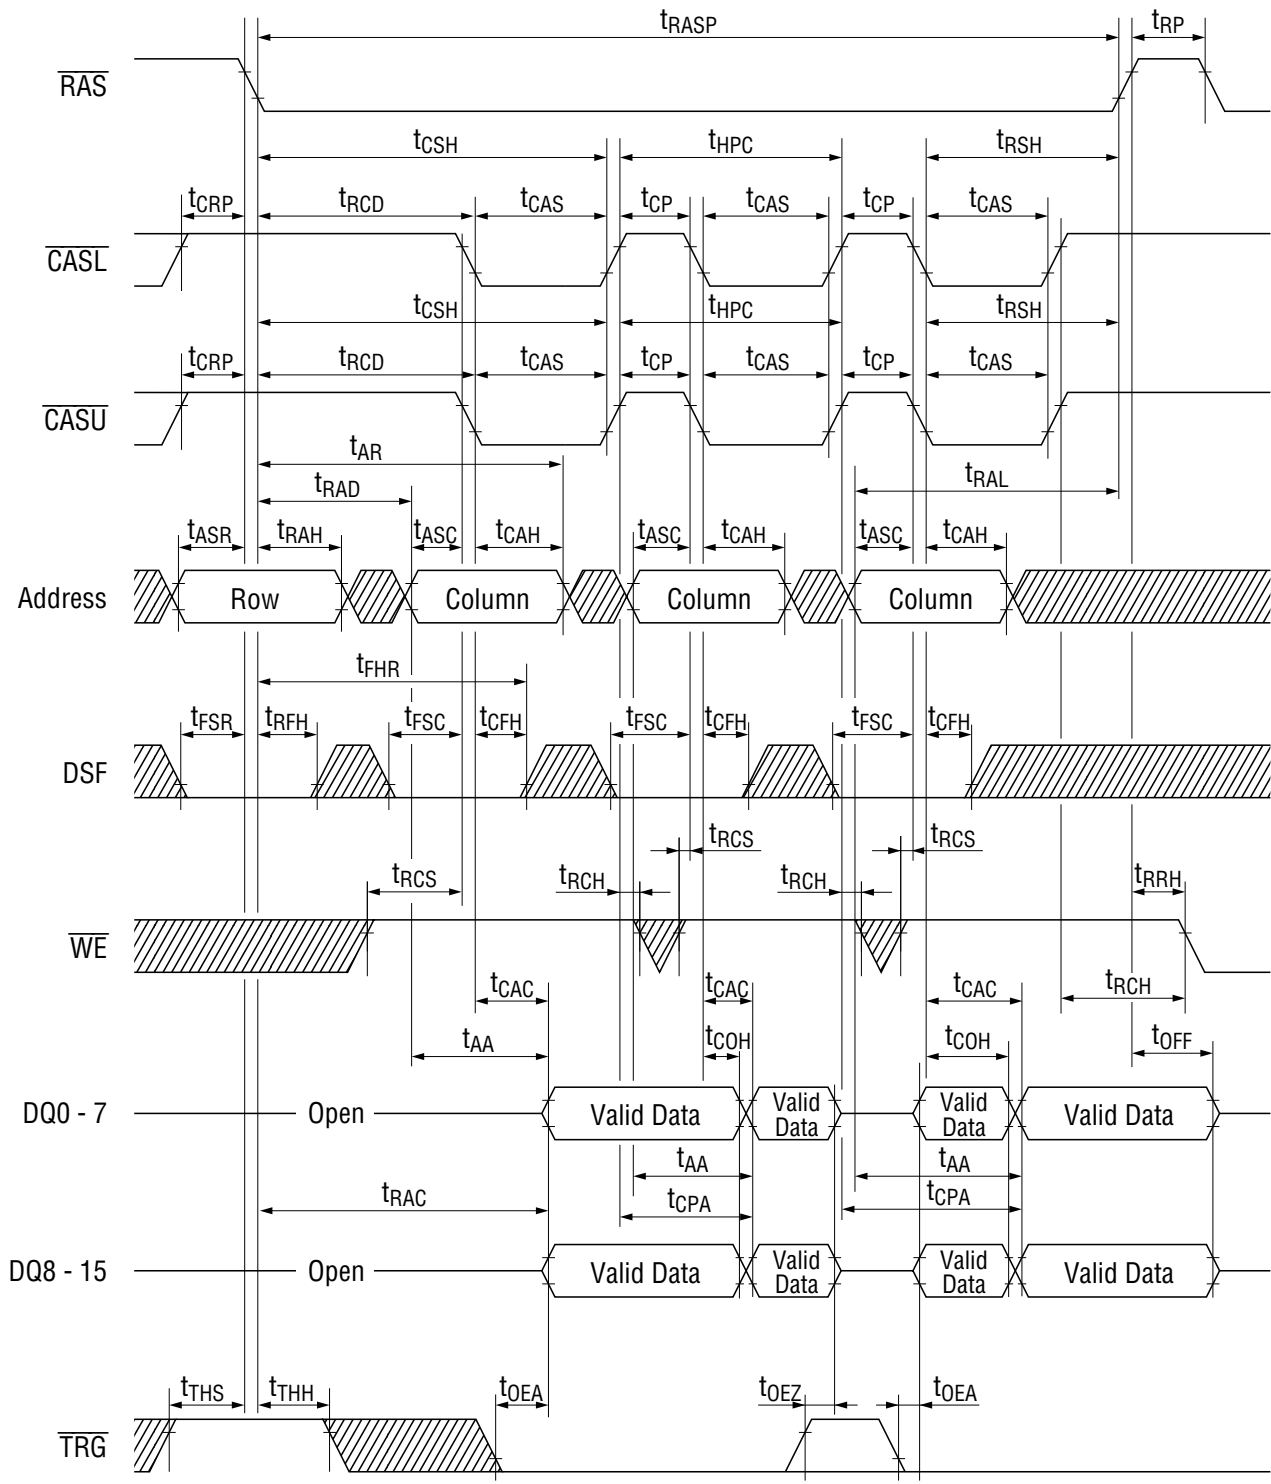 tRASP tRP
RAS
tCSH tHPC tRSH
tCRP tRCD tCAS tCP tCAS tCP tCAS
CASL
tCSH tHPC tRSH
tCRP tRCD tCAS tCP tCAS tCP tCAS
CASU
tAR
tRAD tRAL
tASR tRAH tASC tCAH tASC tCAH tASC tCAH
Address Row Column Column Column
tFHR
tFSR tRFH tFSC tCFH tFSC tCFH tFSC tCFH
DSF
tRCS tRCS
tRCS tRCH tRCH tRRH
WE
tCAC tCAC tCAC tRCH
tAA tCOH tCOH tOFF
DQ0 - 7 Open Valid Data Valid Data Valid Data Valid Data
tAA tAA
tRAC tCPA tCPA
DQ8 - 15 Open Valid Data Valid Data Valid Data Valid Data
tTHS tTHH tOEA tOEZ tOEA
TRG